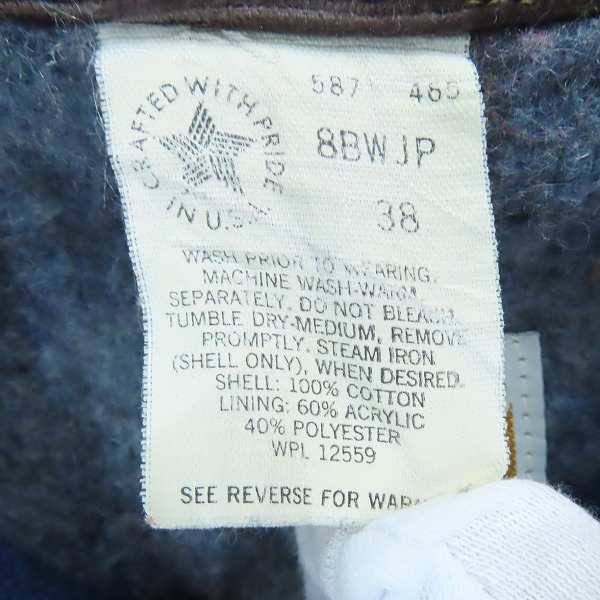 CRAFTED WITH PRIDE
IN U.S.A.
587 465
8BWJP
38
WASH PRIOR TO WEARING.
MACHINE WASH-WARM,
SEPARATELY. DO NOT BLEACH.
TUMBLE DRY-MEDIUM, REMOVE
PROMPTLY. STEAM IRON
(SHELL ONLY), WHEN DESIRED.
SHELL: 100% COTTON
LINING: 60% ACRYLIC
40% POLYESTER
WPL 12559
SEE REVERSE FOR WAR